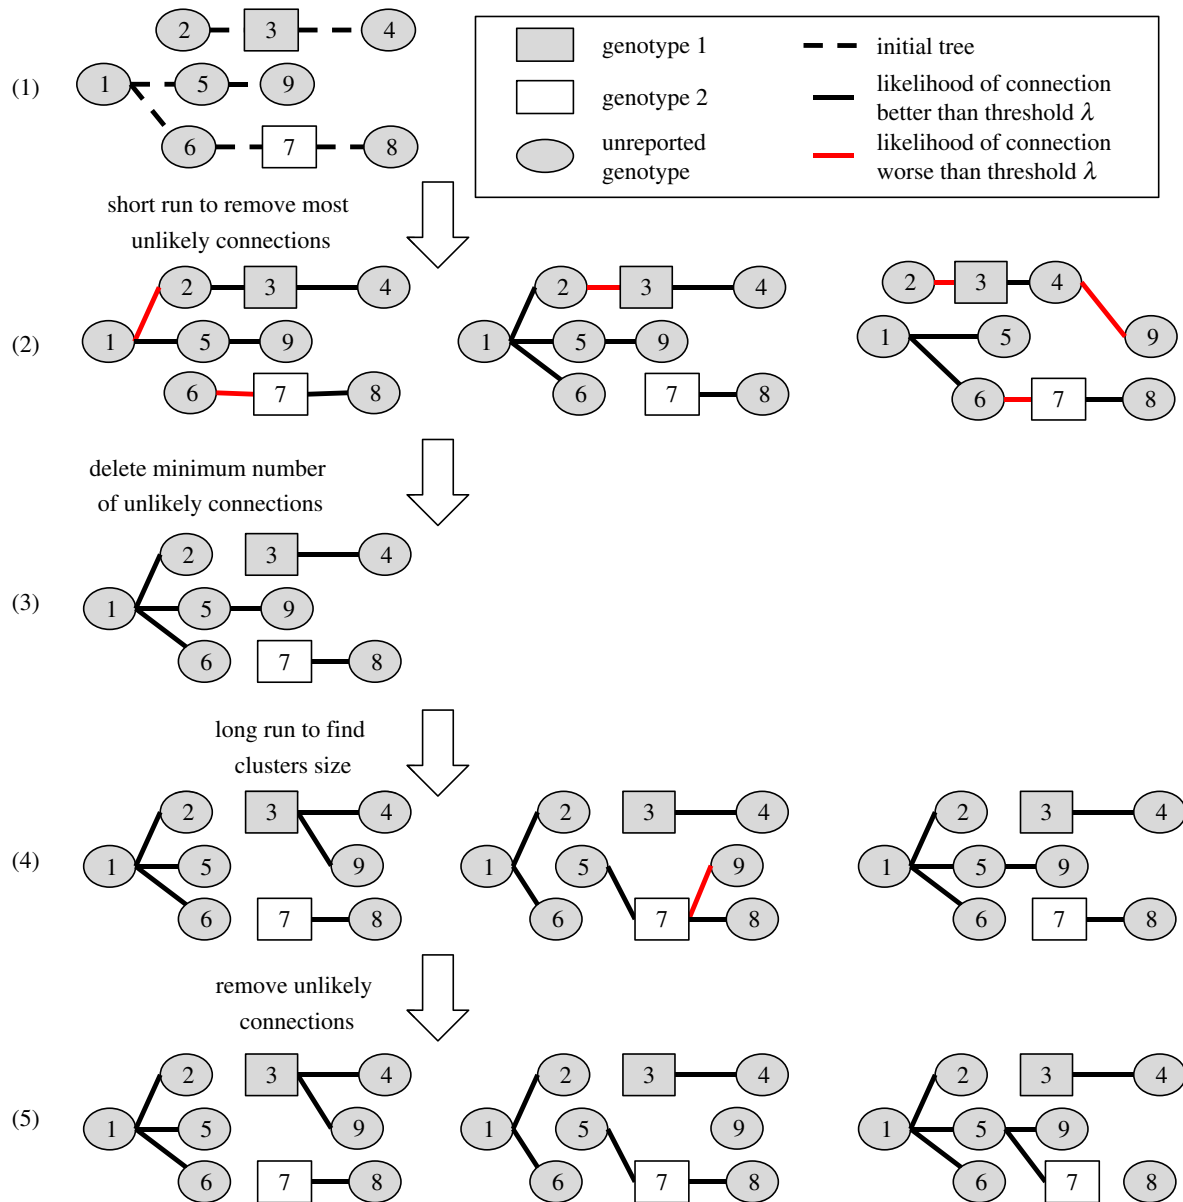 2 3 4
(1) 1 5 9
6 7 8
genotype 1
genotype 2
unreported
genotype
initial tree
likelihood of connection
better than threshold λ
likelihood of connection
worse than threshold λ
short run to remove most
unlikely connections
2 3 4 2 3 4 2 3 4
(2) 1 5 9 1 5 9 1 5 9
6 7 8 6 7 8 6 7 8
delete minimum number
of unlikely connections
2 3 4
(3) 1 5 9
6 7 8
long run to find
clusters size
2 3 4 2 3 4 2 3 4
(4) 1 5 9 1 5 9 1 5 9
6 7 8 6 7 8 6 7 8
remove unlikely
connections
2 3 4 2 3 4 2 3 4
(5) 1 5 9 1 5 9 1 5 9
6 7 8 6 7 8 6 7 8